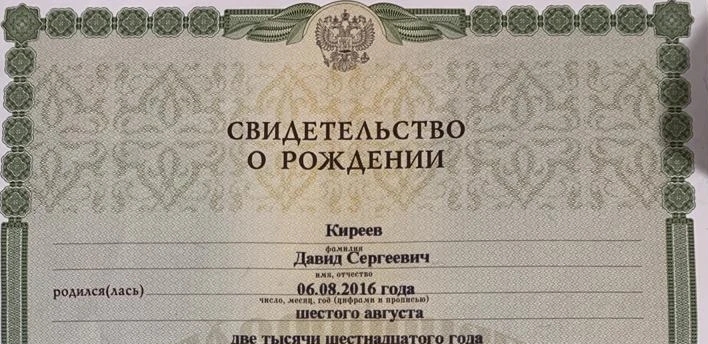 СВИДЕТЕЛЬСТВО
О РОЖДЕНИИ
Киреев
фамилия
Давид Сергеевич
имя, отчество
родился(лась) 06.08.2016 года
число, месяц, год (цифрами и прописью)
шестого августа
две тысячи шестнадцатого года